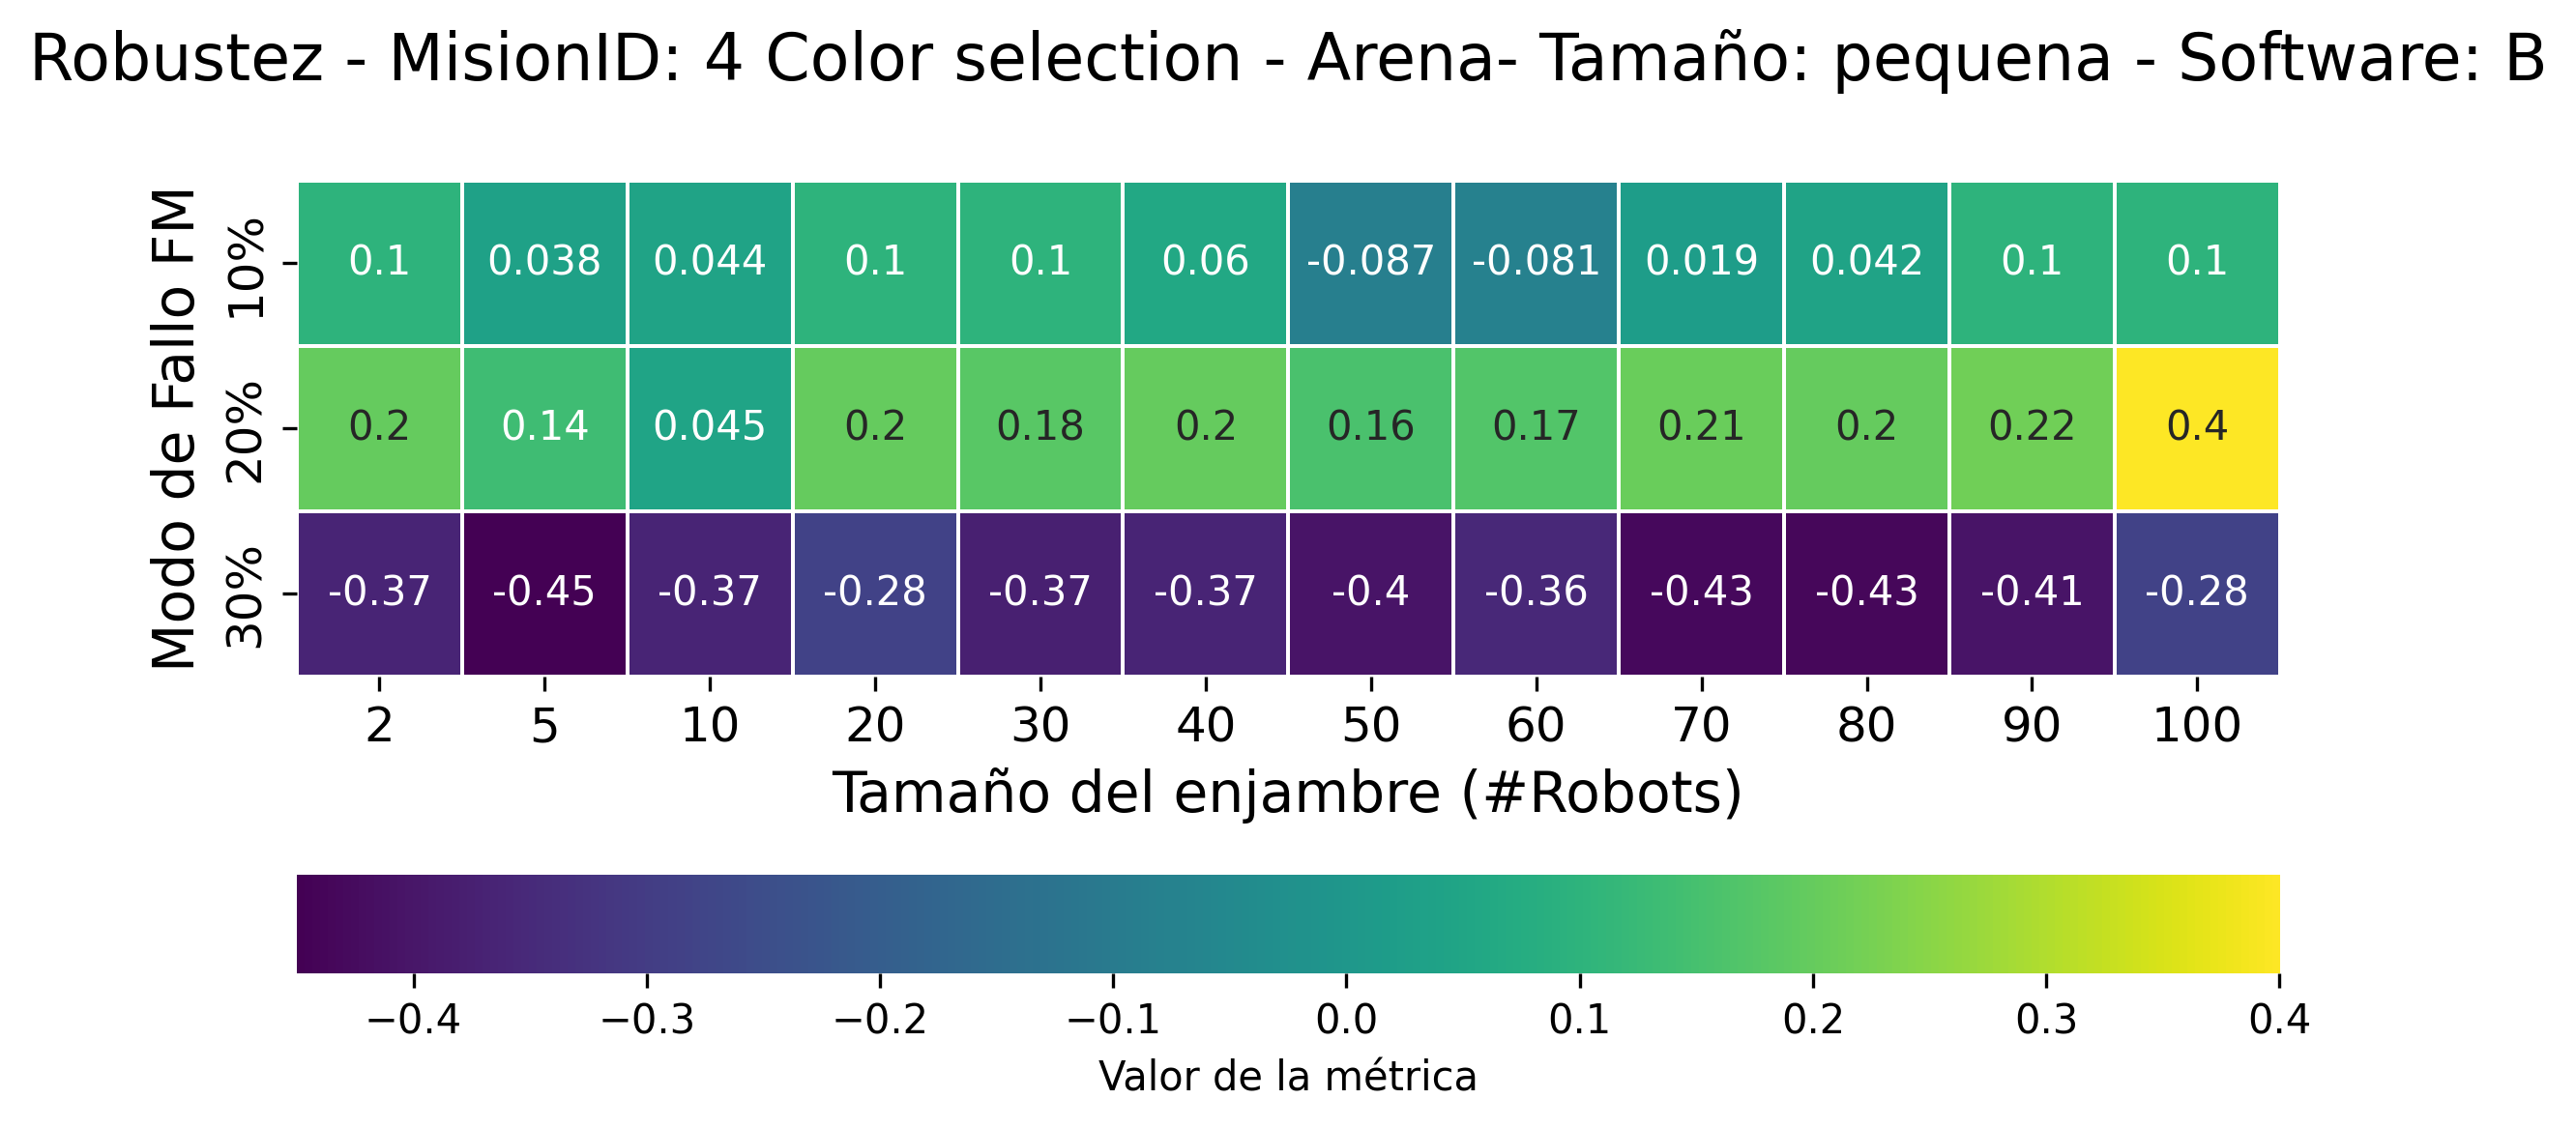 Robustez - MisionID: 4 Color selection - Arena- Tamaño: pequena - Software: B
Modo de Fallo FM
10%
0.1 0.038 0.044 0.1 0.1 0.06 -0.087 -0.081 0.019 0.042 0.1 0.1
20%
0.2 0.14 0.045 0.2 0.18 0.2 0.16 0.17 0.21 0.2 0.22 0.4
30%
-0.37 -0.45 -0.37 -0.28 -0.37 -0.37 -0.4 -0.36 -0.43 -0.43 -0.41 -0.28
2 5 10 20 30 40 50 60 70 80 90 100
Tamaño del enjambre (#Robots)
−0.4 −0.3 −0.2 −0.1 0.0 0.1 0.2 0.3 0.4
Valor de la métrica